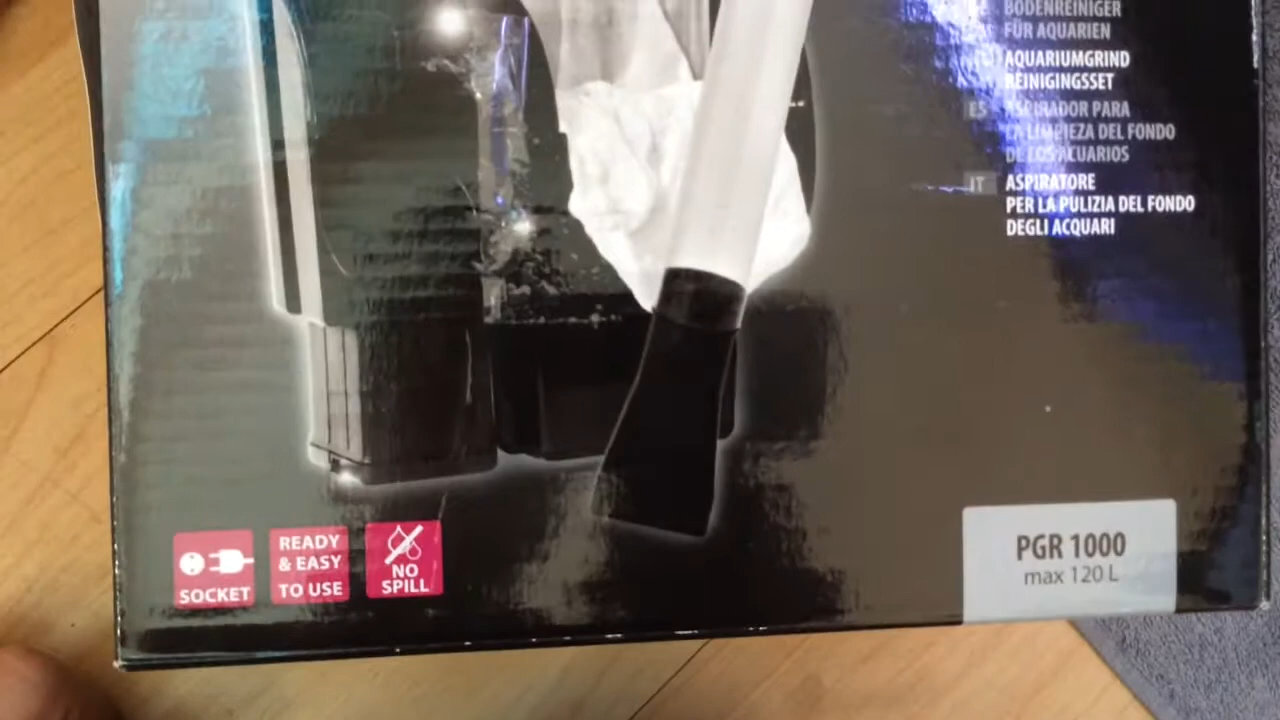 BODENREINIGER
FÜR AQUARIEN
AQUARIUMGRIND
REINIGINGSSET
ES
ASPIRADOR PARA
LA LIMPIEZA DEL FONDO
DE LOS ACUARIOS
IT
ASPIRATORE
PER LA PULIZIA DEL FONDO
DEGLI ACQUARI
SOCKET
READY
& EASY
TO USE
NO
SPILL
PGR 1000
max 120 L